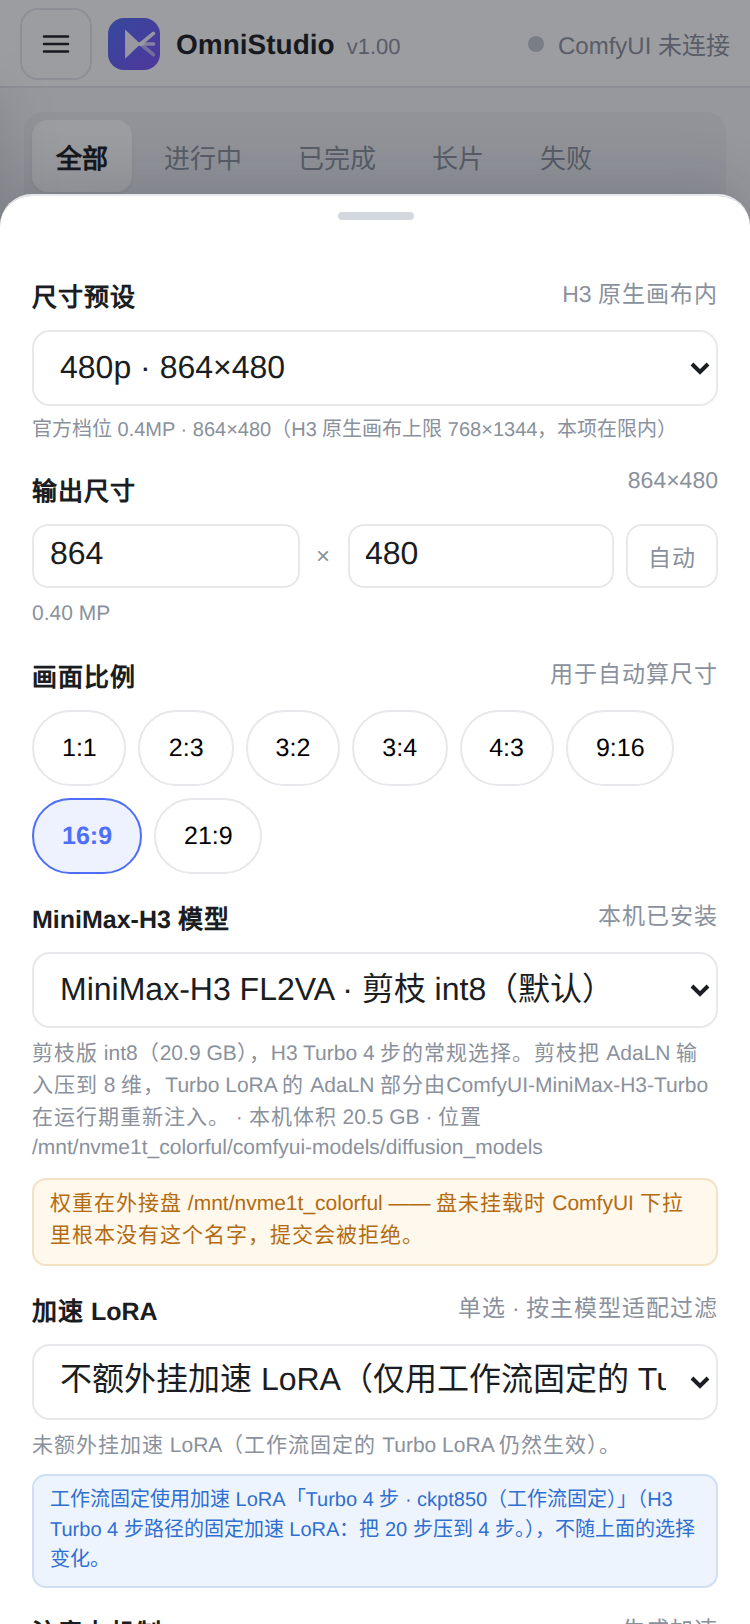 OmniStudio v1.00 ComfyUI 未连接
全部 进行中 已完成 长片 失败
尺寸预设 H3 原生画布内
480p · 864×480
官方档位 0.4MP · 864×480（H3 原生画布上限 768×1344，本项在限内）
输出尺寸 864×480
864 × 480 自动
0.40 MP
画面比例 用于自动算尺寸
1:1 2:3 3:2 3:4 4:3 9:16
16:9 21:9
MiniMax-H3 模型 本机已安装
MiniMax-H3 FL2VA · 剪枝 int8（默认）
剪枝版 int8（20.9 GB），H3 Turbo 4 步的常规选择。剪枝把 AdaLN 输
入压到 8 维，Turbo LoRA 的 AdaLN 部分由ComfyUI-MiniMax-H3-Turbo
在运行期重新注入。 · 本机体积 20.5 GB · 位置
/mnt/nvme1t_colorful/comfyui-models/diffusion_models
权重在外接盘 /mnt/nvme1t_colorful —— 盘未挂载时 ComfyUI 下拉
里根本没有这个名字，提交会被拒绝。
加速 LoRA 单选 · 按主模型适配过滤
不额外挂加速 LoRA（仅用工作流固定的 Tu
未额外挂加速 LoRA（工作流固定的 Turbo LoRA 仍然生效）。
工作流固定使用加速 LoRA「Turbo 4 步 · ckpt850（工作流固定）」（H3
Turbo 4 步路径的固定加速 LoRA：把 20 步压到 4 步。），不随上面的选择
变化。